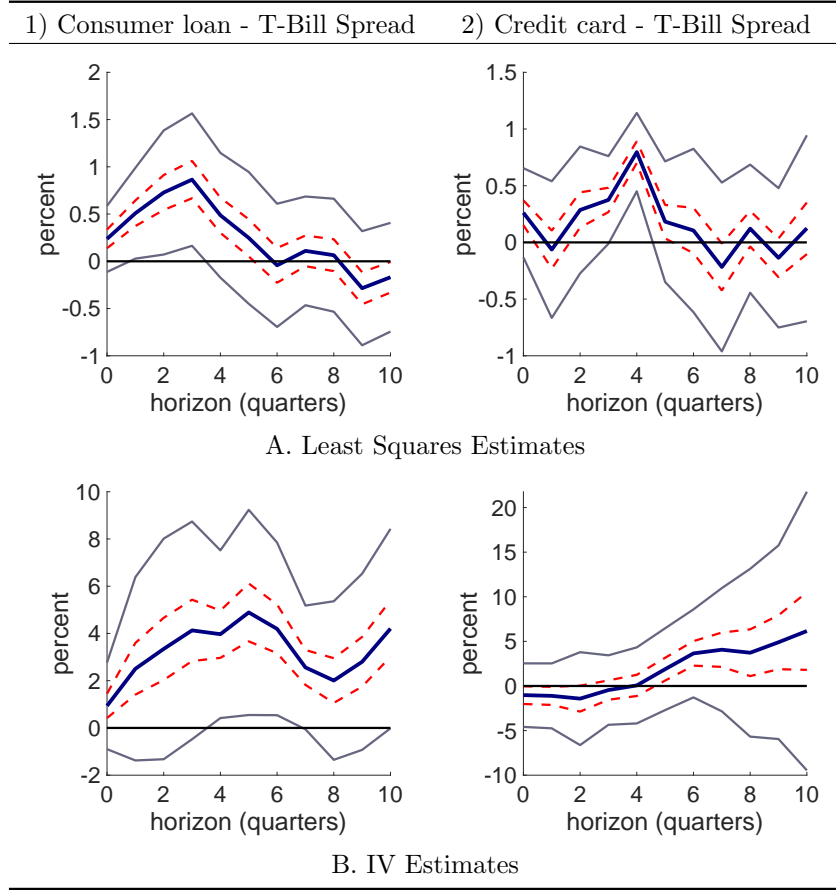 1) Consumer loan - T-Bill Spread 2) Credit card - T-Bill Spread
2
1.5
1
0.5
0
-0.5
-1
percent
0 2 4 6 8 10
horizon (quarters)
1.5
1
0.5
0
-0.5
-1
percent
0 2 4 6 8 10
horizon (quarters)
A. Least Squares Estimates
10
8
6
4
2
0
-2
percent
0 2 4 6 8 10
horizon (quarters)
20
15
10
5
0
-5
-10
percent
0 2 4 6 8 10
horizon (quarters)
B. IV Estimates